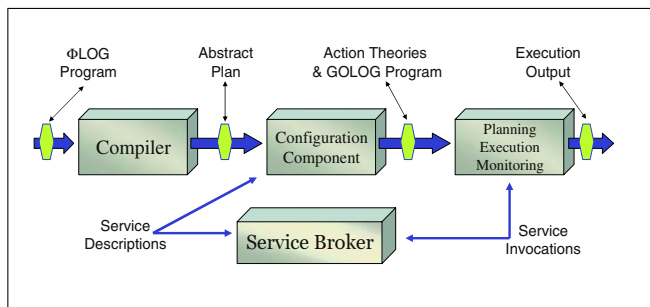 ΦLOG
Program
Abstract
Plan
Action Theories
& GOLOG Program
Execution
Output
Compiler
Configuration
Component
Planning
Execution
Monitoring
Service
Descriptions
Service Broker
Service
Invocations